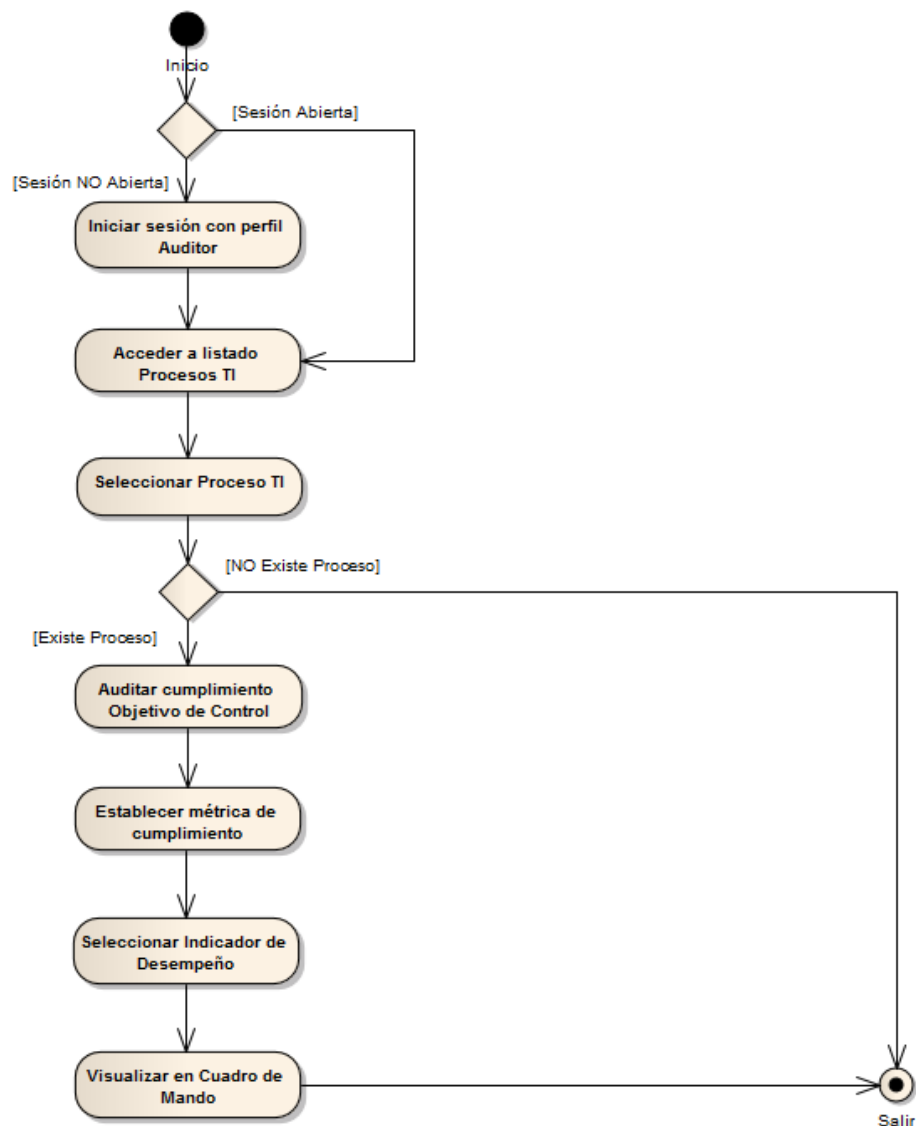 Inicio
[Sesión Abierta]
[Sesión NO Abierta]
Iniciar sesión con perfil
Auditor
Acceder a listado
Procesos TI
Seleccionar Proceso TI
[NO Existe Proceso]
[Existe Proceso]
Auditar cumplimiento
Objetivo de Control
Establecer métrica de
cumplimiento
Seleccionar Indicador de
Desempeño
Visualizar en Cuadro de
Mando
Salir